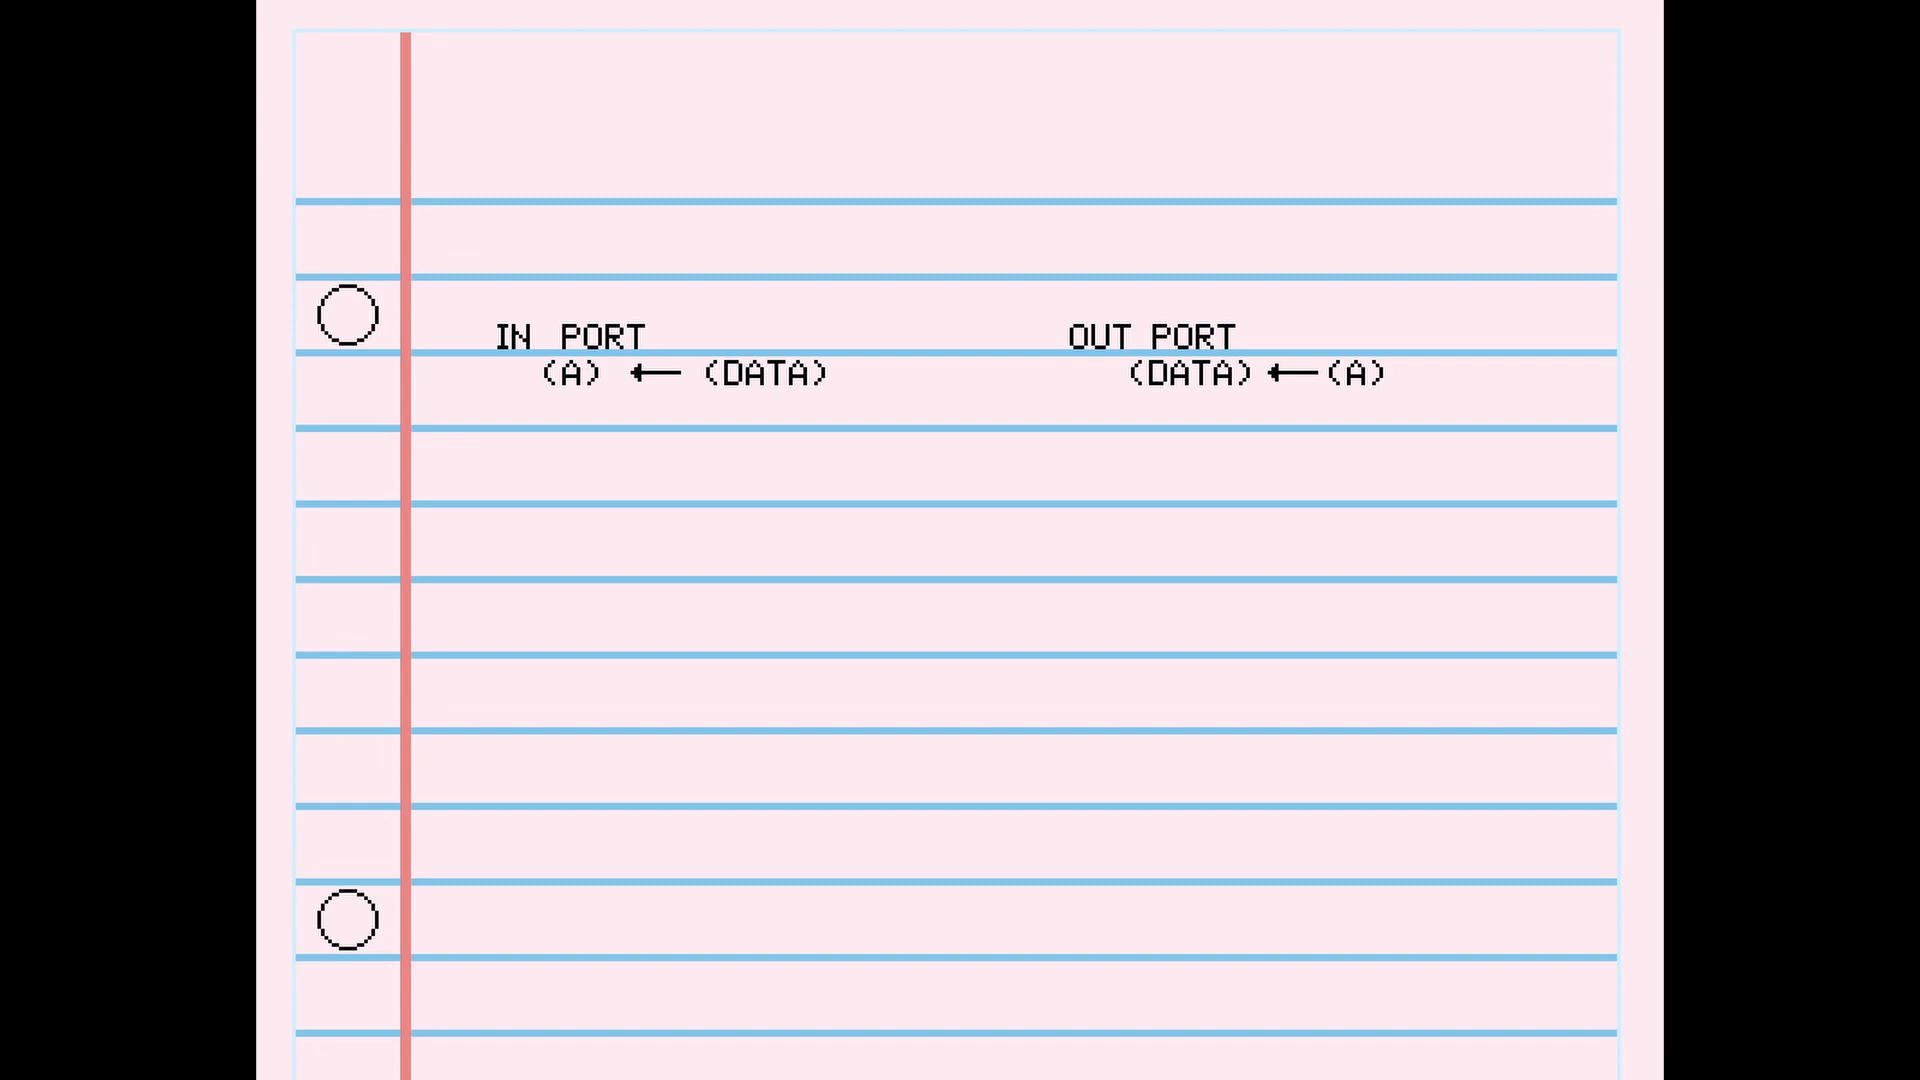 IN PORT
(A) ← (DATA)
OUT PORT
(DATA) ← (A)